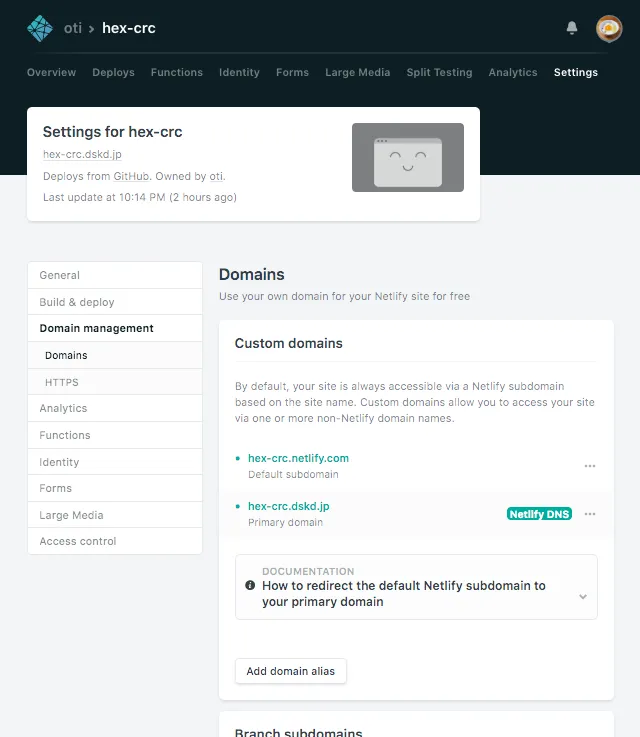 oti > hex-crc
Overview Deploys Functions Identity Forms Large Media Split Testing Analytics Settings
Settings for hex-crc
hex-crc.dskd.jp
Deploys from GitHub. Owned by oti.
Last update at 10:14 PM (2 hours ago)
General
Build & deploy
Domain management
Domains
HTTPS
Analytics
Functions
Identity
Forms
Large Media
Access control
Domains
Use your own domain for your Netlify site for free
Custom domains
By default, your site is always accessible via a Netlify subdomain
based on the site name. Custom domains allow you to access your site
via one or more non-Netlify domain names.
hex-crc.netlify.com
Default subdomain
hex-crc.dskd.jp
Netlify DNS
Primary domain
DOCUMENTATION
How to redirect the default Netlify subdomain to
your primary domain
Add domain alias
Branch subdomains